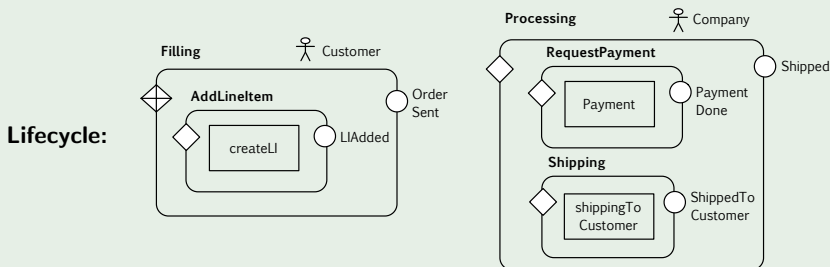 Lifecycle:
Filling
Customer
AddLineItem
createLI
LIAdded
Order
Sent
Processing
Company
RequestPayment
Payment
Payment
Done
Shipped
Shipping
shippingTo
Customer
ShippedTo
Customer